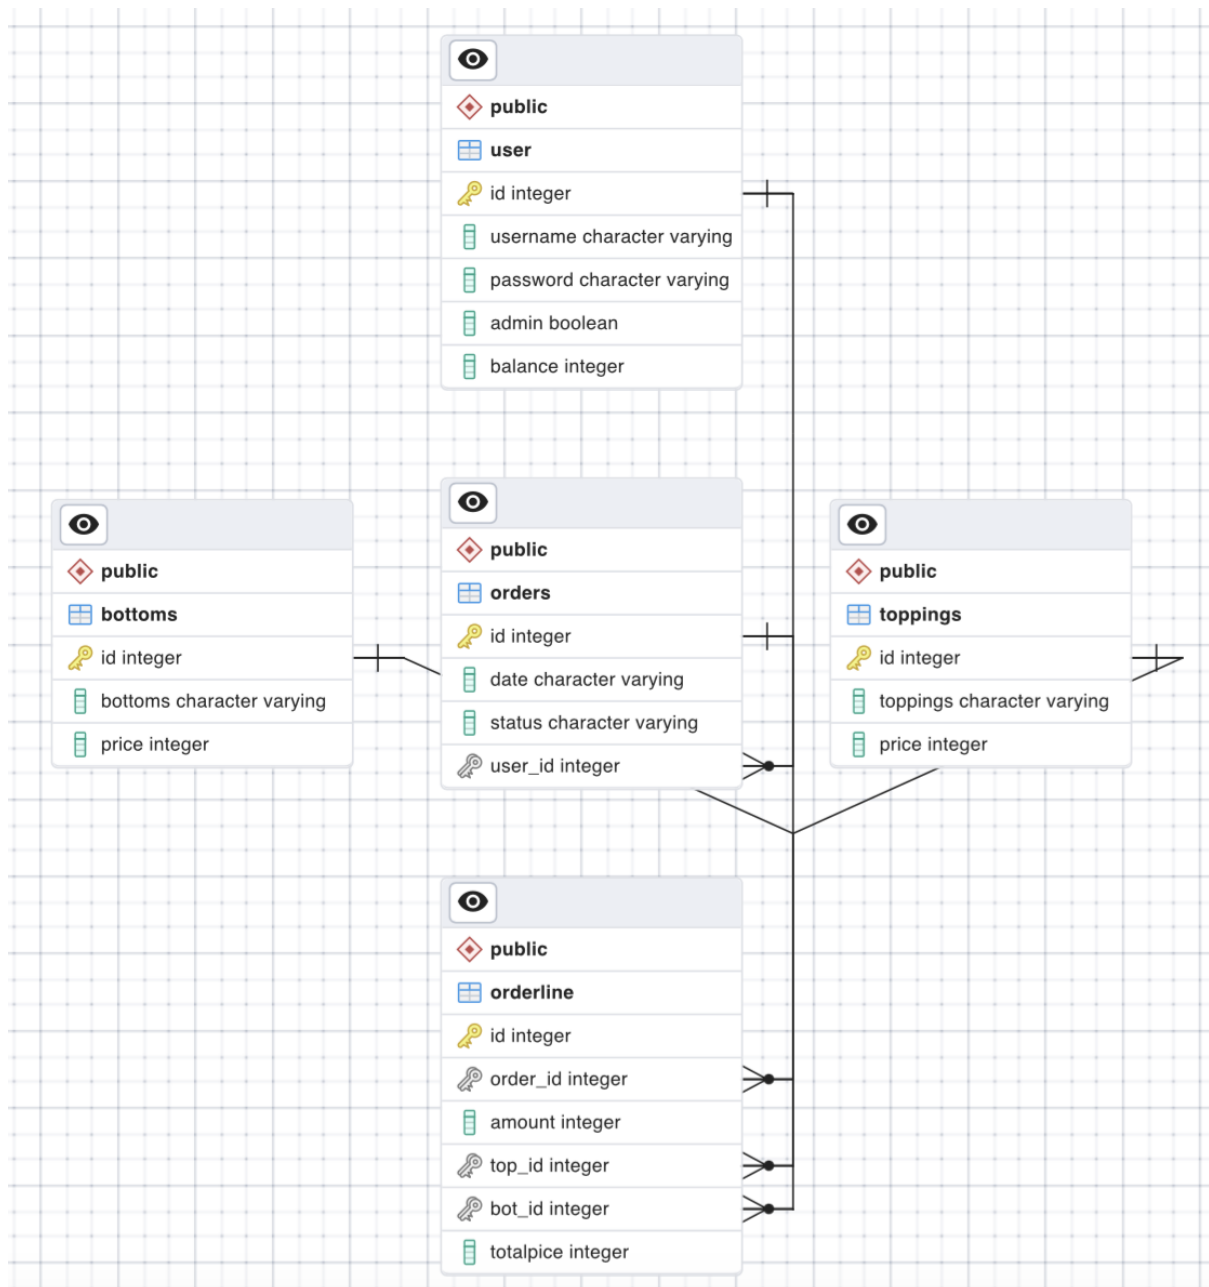 public
user
id integer
username character varying
password character varying
admin boolean
balance integer
public
bottoms
id integer
bottoms character varying
price integer
public
orders
id integer
date character varying
status character varying
user_id integer
public
toppings
id integer
toppings character varying
price integer
public
orderline
id integer
order_id integer
amount integer
top_id integer
bot_id integer
totalpice integer